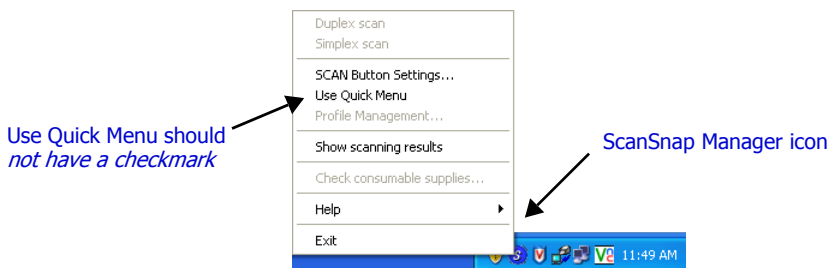 Duplex scan
Simplex scan
SCAN Button Settings...
Use Quick Menu
Profile Management...
Show scanning results
Check consumable supplies...
Help
Exit
Use Quick Menu should
not have a checkmark
ScanSnap Manager icon
S V V2 11:49 AM